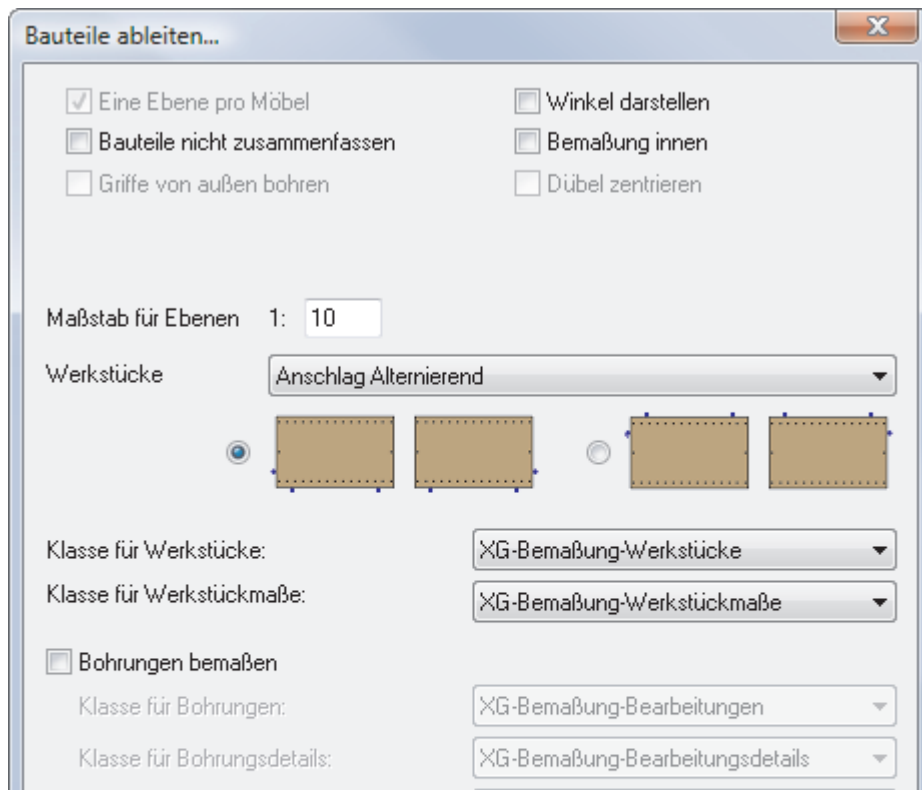 Bauteile ableiten...
Eine Ebene pro Möbel
Winkel darstellen
Bauteile nicht zusammenfassen
Bemaßung innen
Griffe von außen bohren
Dübel zentrieren
Maßstab für Ebenen 1: 10
Werkstücke Anschlag Alternierend
Klasse für Werkstücke: XG-Bemaßung-Werkstücke
Klasse für Werkstückmaße: XG-Bemaßung-Werkstückmaße
Bohrungen bemaßen
Klasse für Bohrungen: XG-Bemaßung-Bearbeitungen
Klasse für Bohrungsdetails: XG-Bemaßung-Bearbeitungsdetails